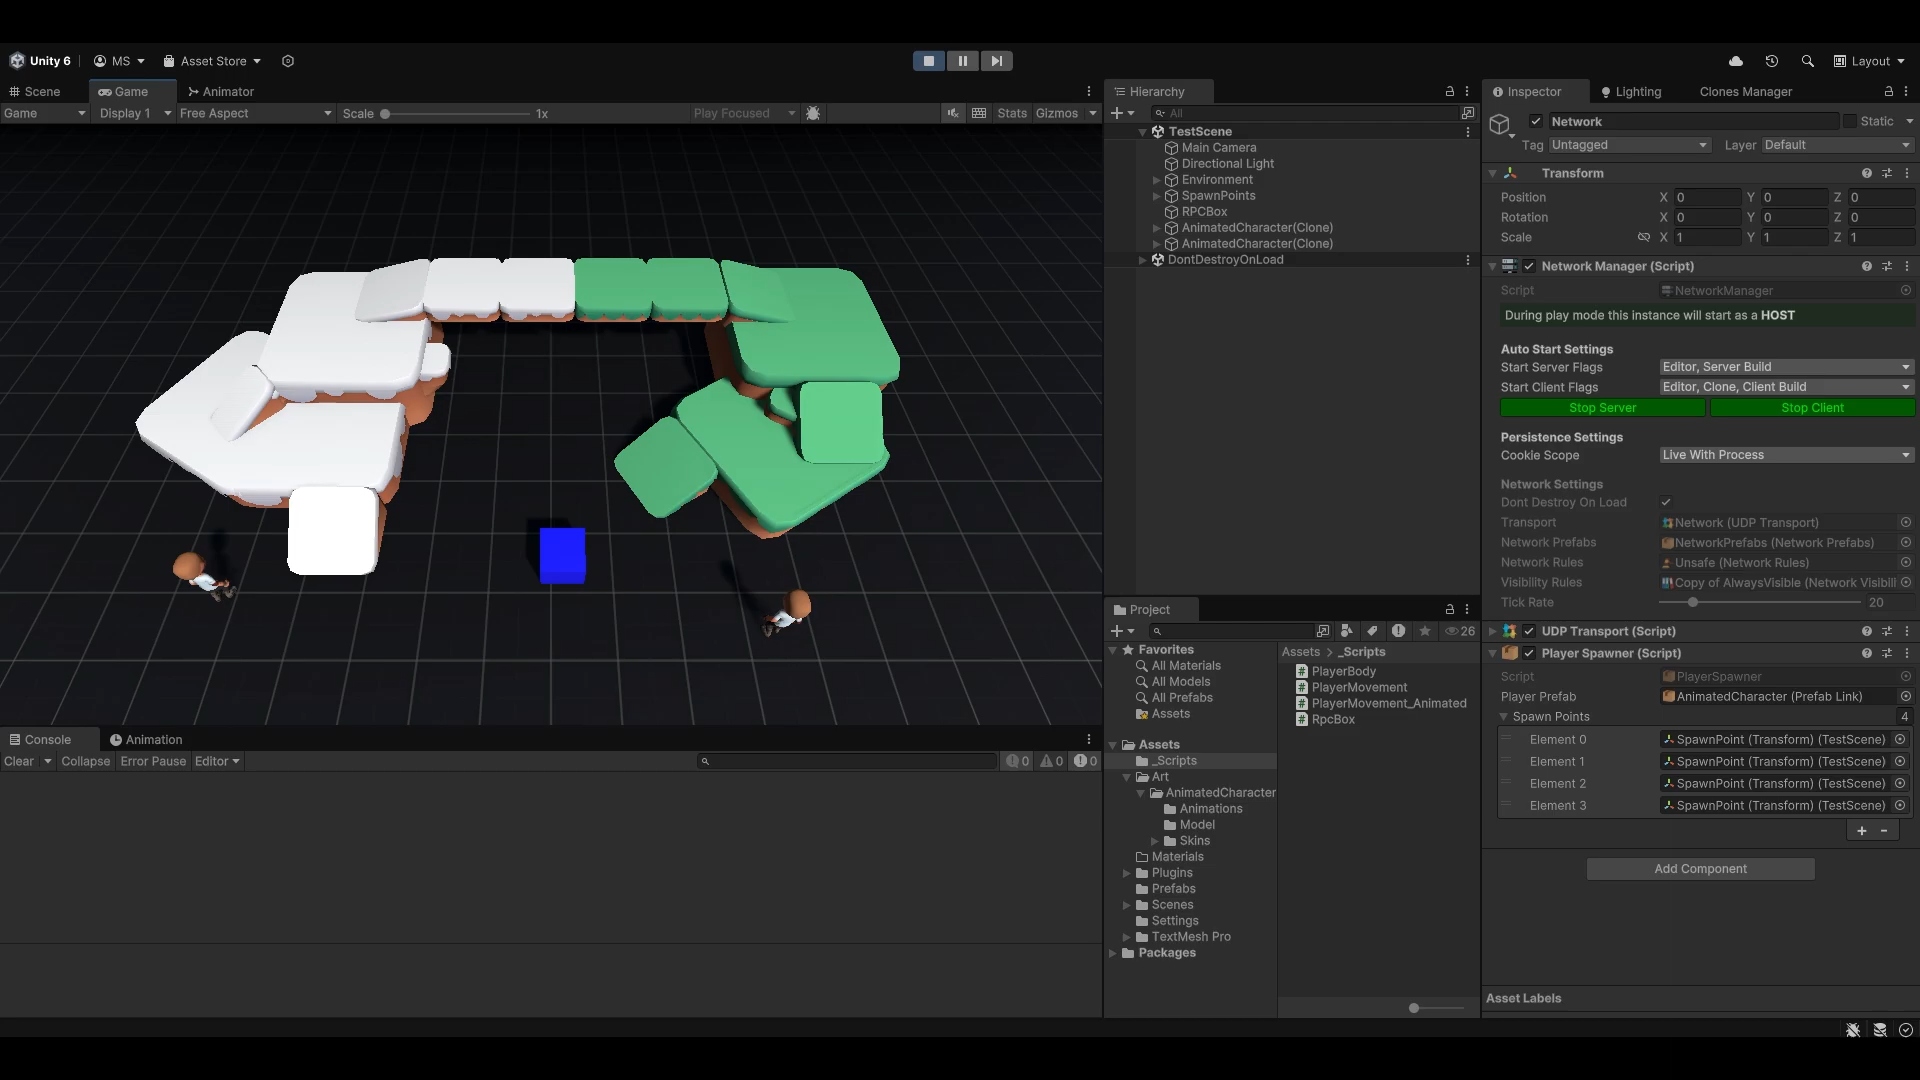 Unity 6 MS Asset Store Layout
Scene Game Animator
Game Display 1 Free Aspect Scale 1x Play Focused Stats Gizmos
Hierarchy
All
TestScene
Main Camera
Directional Light
Environment
SpawnPoints
RPCBox
AnimatedCharacter(Clone)
AnimatedCharacter(Clone)
DontDestroyOnLoad
Inspector Lighting Clones Manager
Network Static
Tag Untagged Layer Default
Transform
Position X 0 Y 0 Z 0
Rotation X 0 Y 0 Z 0
Scale X 1 Y 1 Z 1
Network Manager (Script)
Script NetworkManager
During play mode this instance will start as a HOST
Auto Start Settings
Start Server Flags Editor, Server Build
Start Client Flags Editor, Clone, Client Build
Stop Server Stop Client
Persistence Settings
Cookie Scope Live With Process
Network Settings
Dont Destroy On Load
Transport Network (UDP Transport)
Network Prefabs NetworkPrefabs (Network Prefabs)
Network Rules Unsafe (Network Rules)
Visibility Rules Copy of AlwaysVisible (Network Visibili
Tick Rate 20
UDP Transport (Script)
Player Spawner (Script)
Script PlayerSpawner
Player Prefab AnimatedCharacter (Prefab Link)
Spawn Points 4
Element 0 SpawnPoint (Transform) (TestScene)
Element 1 SpawnPoint (Transform) (TestScene)
Element 2 SpawnPoint (Transform) (TestScene)
Element 3 SpawnPoint (Transform) (TestScene)
+ -
Add Component
Asset Labels
Project
26
Favorites
All Materials
All Models
All Prefabs
Assets
Assets
_Scripts
Art
AnimatedCharacter
Animations
Model
Skins
Materials
Plugins
Prefabs
Scenes
Settings
TextMesh Pro
Packages
Assets > _Scripts
PlayerBody
PlayerMovement
PlayerMovement_Animated
RpcBox
Console Animation
Clear Collapse Error Pause Editor 0 0 0